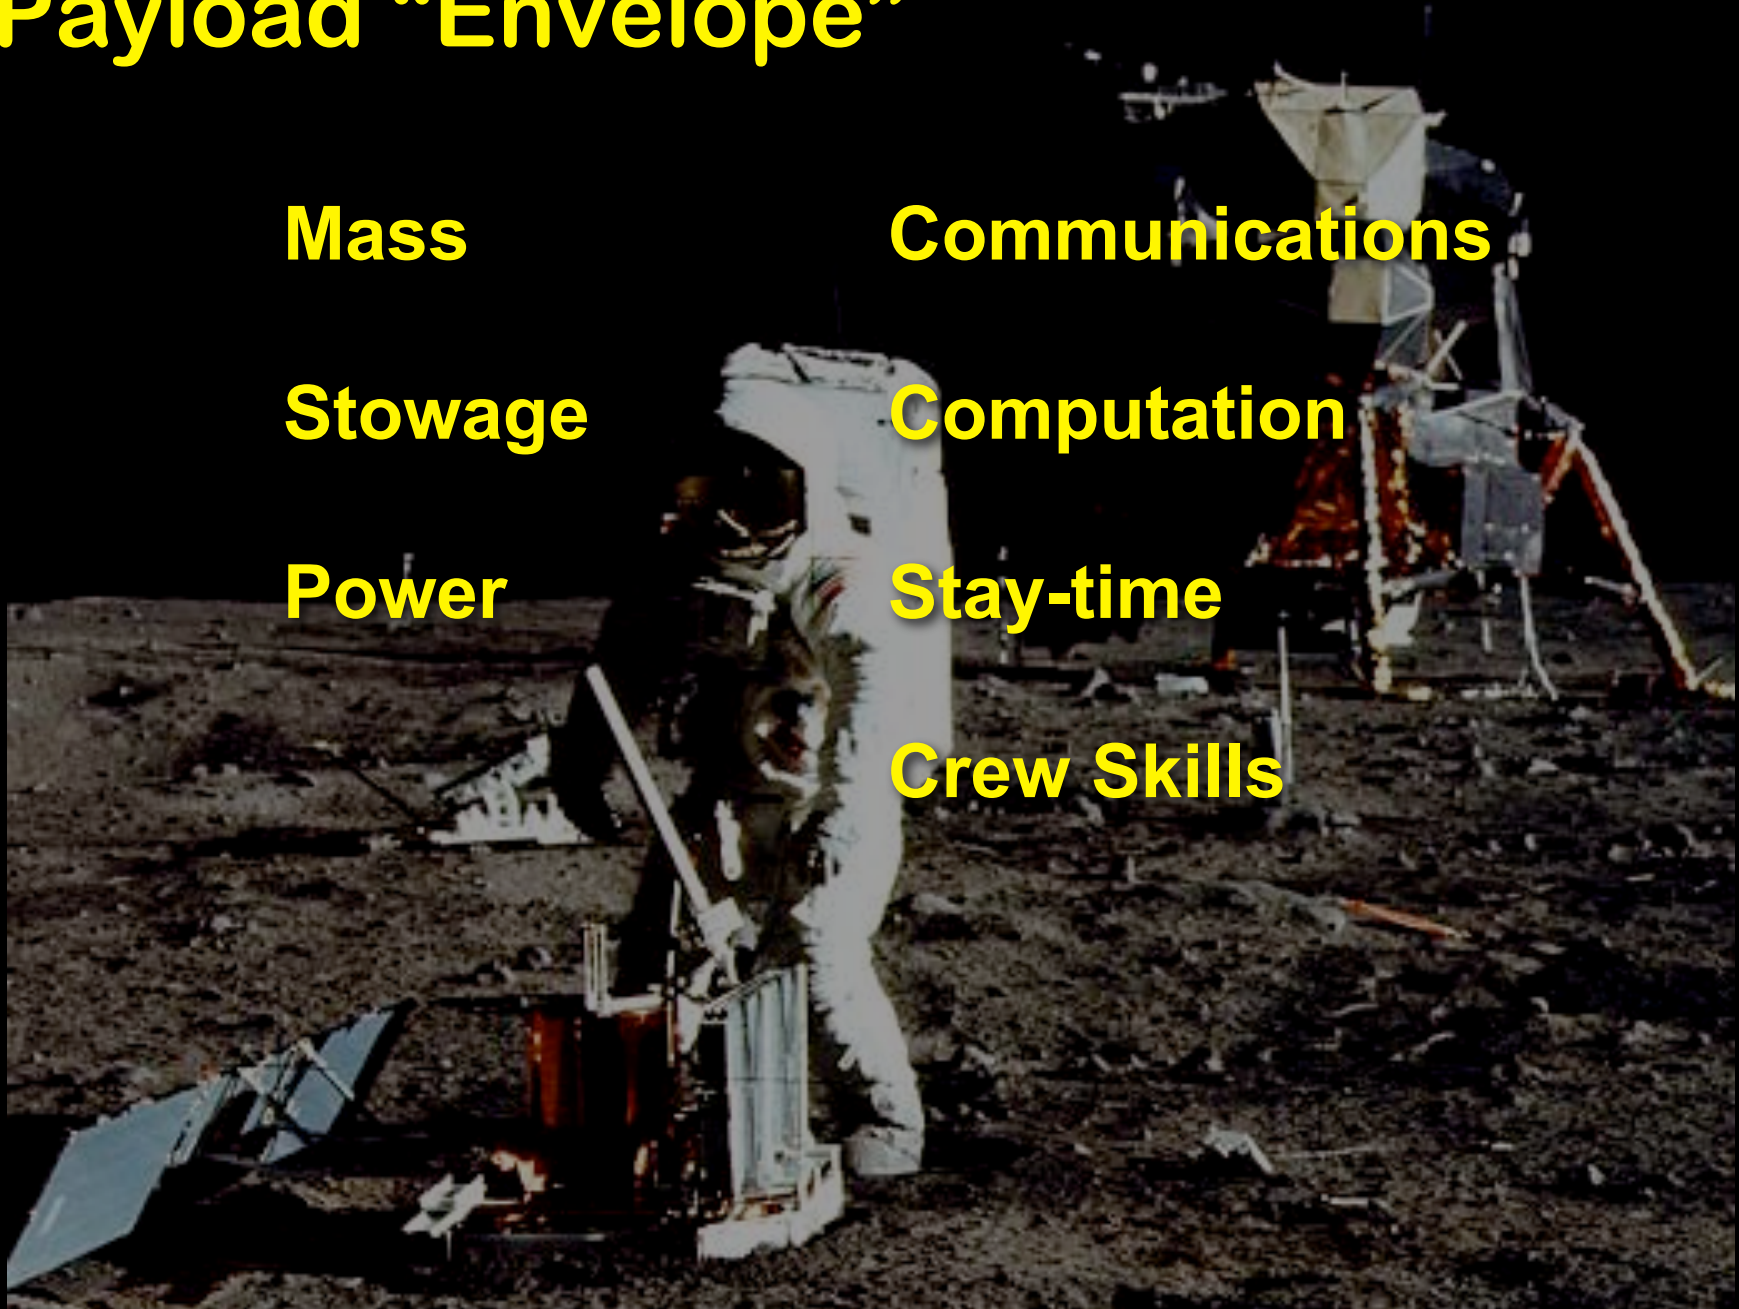 Payload “Envelope”
Mass
Stowage
Power
Communications
Computation
Stay-time
Crew Skills